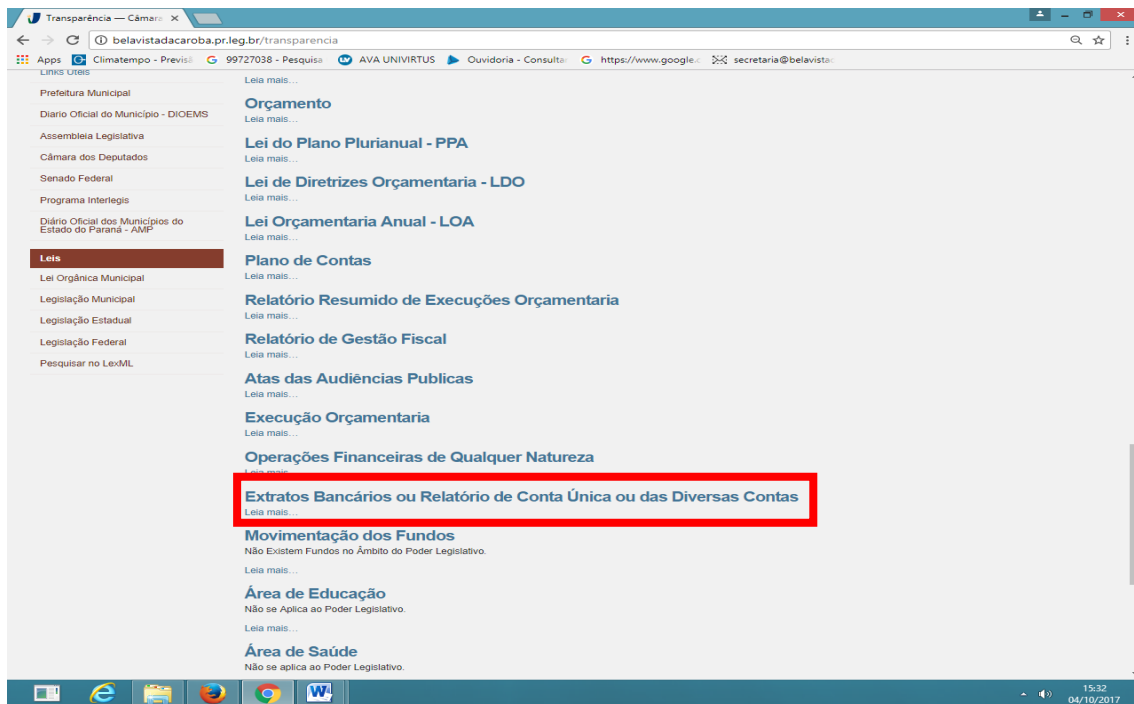 Transparência — Câmara
belavistadacaroba.pr.leg.br/transparencia
Apps Climatempo - Previsã 99727038 - Pesquisa AVA UNIVIRTUS Ouvidoria - Consulta https://www.google.c secretaria@belavista
Links Úteis
Prefeitura Municipal
Diario Oficial do Município - DIOEMS
Assembleia Legislativa
Câmara dos Deputados
Senado Federal
Programa Interlegis
Diário Oficial dos Municípios do
Estado do Paraná - AMP
Leis
Lei Orgânica Municipal
Legislação Municipal
Legislação Estadual
Legislação Federal
Pesquisar no LexML
Leia mais…
Orçamento
Leia mais…
Lei do Plano Plurianual - PPA
Leia mais…
Lei de Diretrizes Orçamentaria - LDO
Leia mais…
Lei Orçamentaria Anual - LOA
Leia mais…
Plano de Contas
Leia mais…
Relatório Resumido de Execuções Orçamentaria
Leia mais…
Relatório de Gestão Fiscal
Leia mais…
Atas das Audiências Publicas
Leia mais…
Execução Orçamentaria
Leia mais…
Operações Financeiras de Qualquer Natureza
Leia mais…
Extratos Bancários ou Relatório de Conta Única ou das Diversas Contas
Leia mais…
Movimentação dos Fundos
Não Existem Fundos no Âmbito do Poder Legislativo.
Leia mais…
Área de Educação
Não se Aplica ao Poder Legislativo.
Leia mais…
Área de Saúde
Não se aplica ao Poder Legislativo.
15:32
04/10/2017